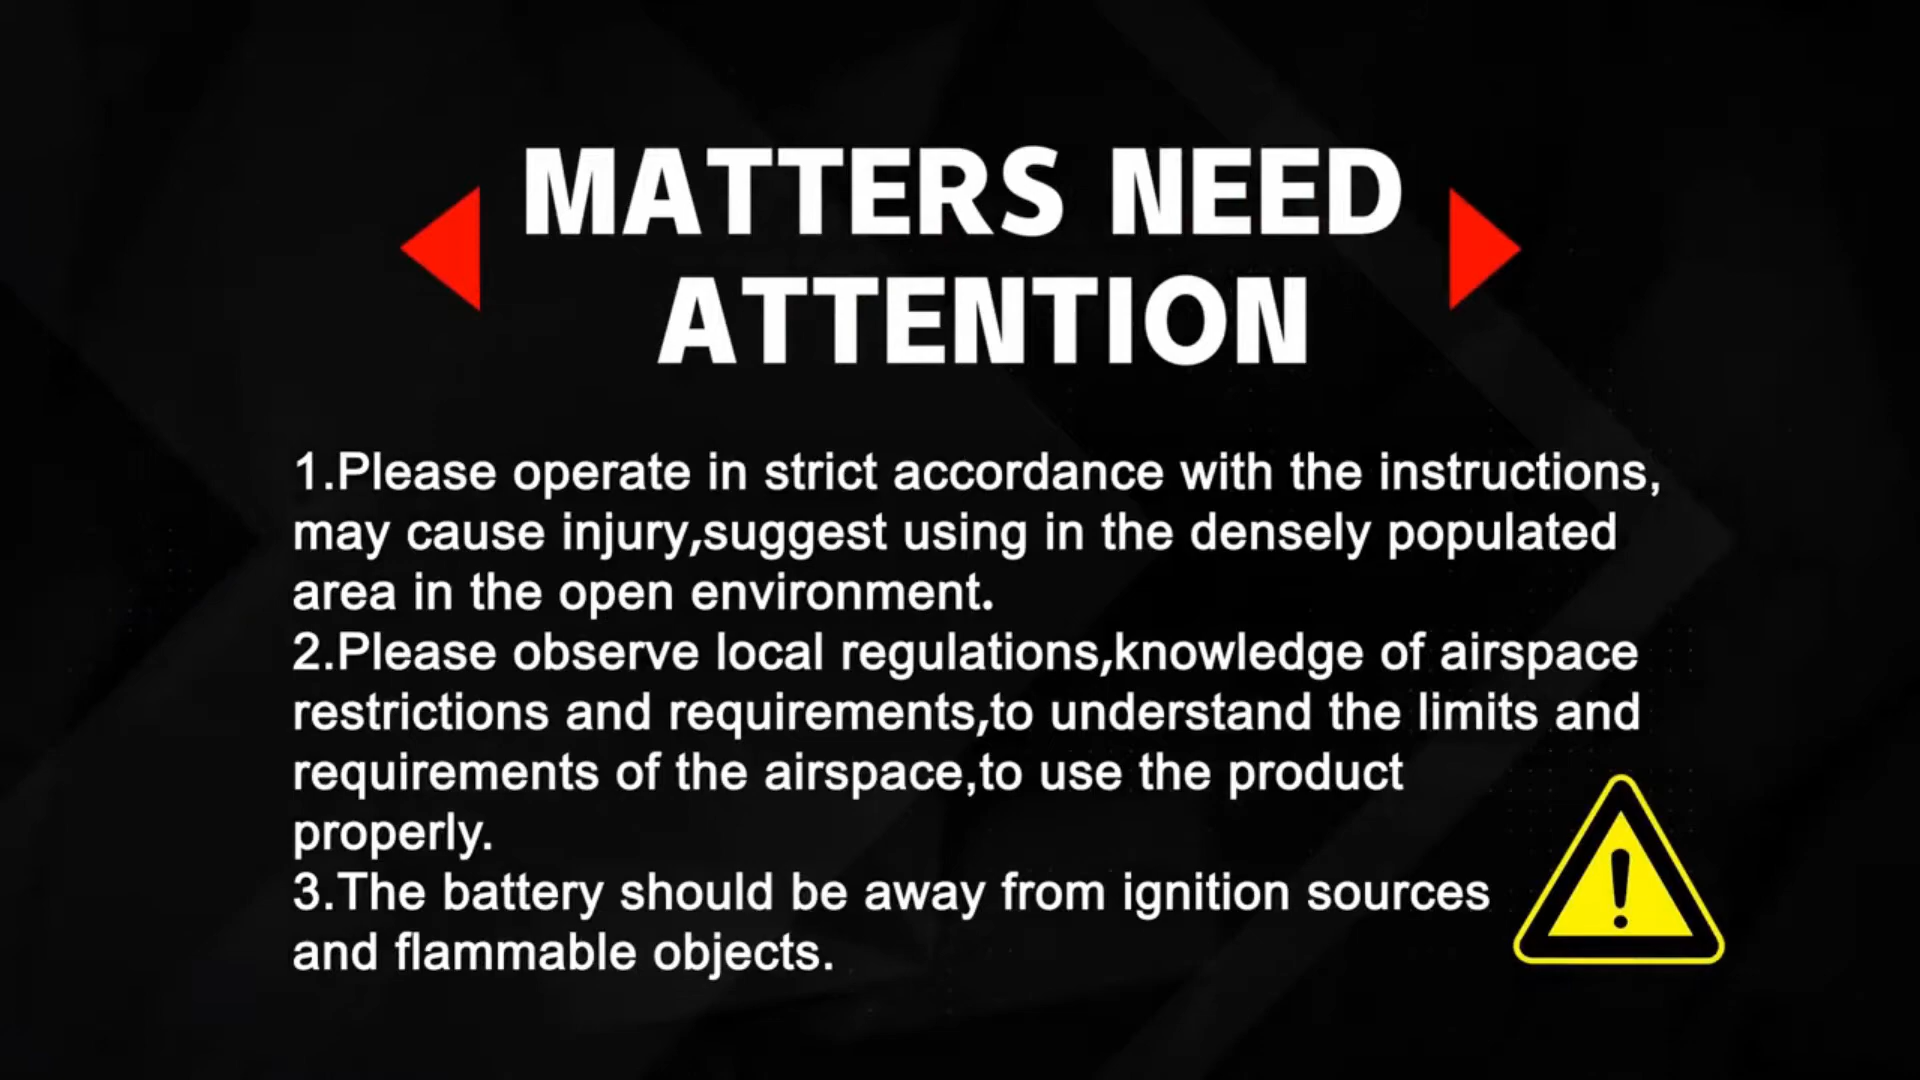 MATTERS NEED
ATTENTION
1.Please operate in strict accordance with the instructions,
may cause injury,suggest using in the densely populated
area in the open environment.
2.Please observe local regulations,knowledge of airspace
restrictions and requirements,to understand the limits and
requirements of the airspace,to use the product
properly.
3.The battery should be away from ignition sources
and flammable objects.